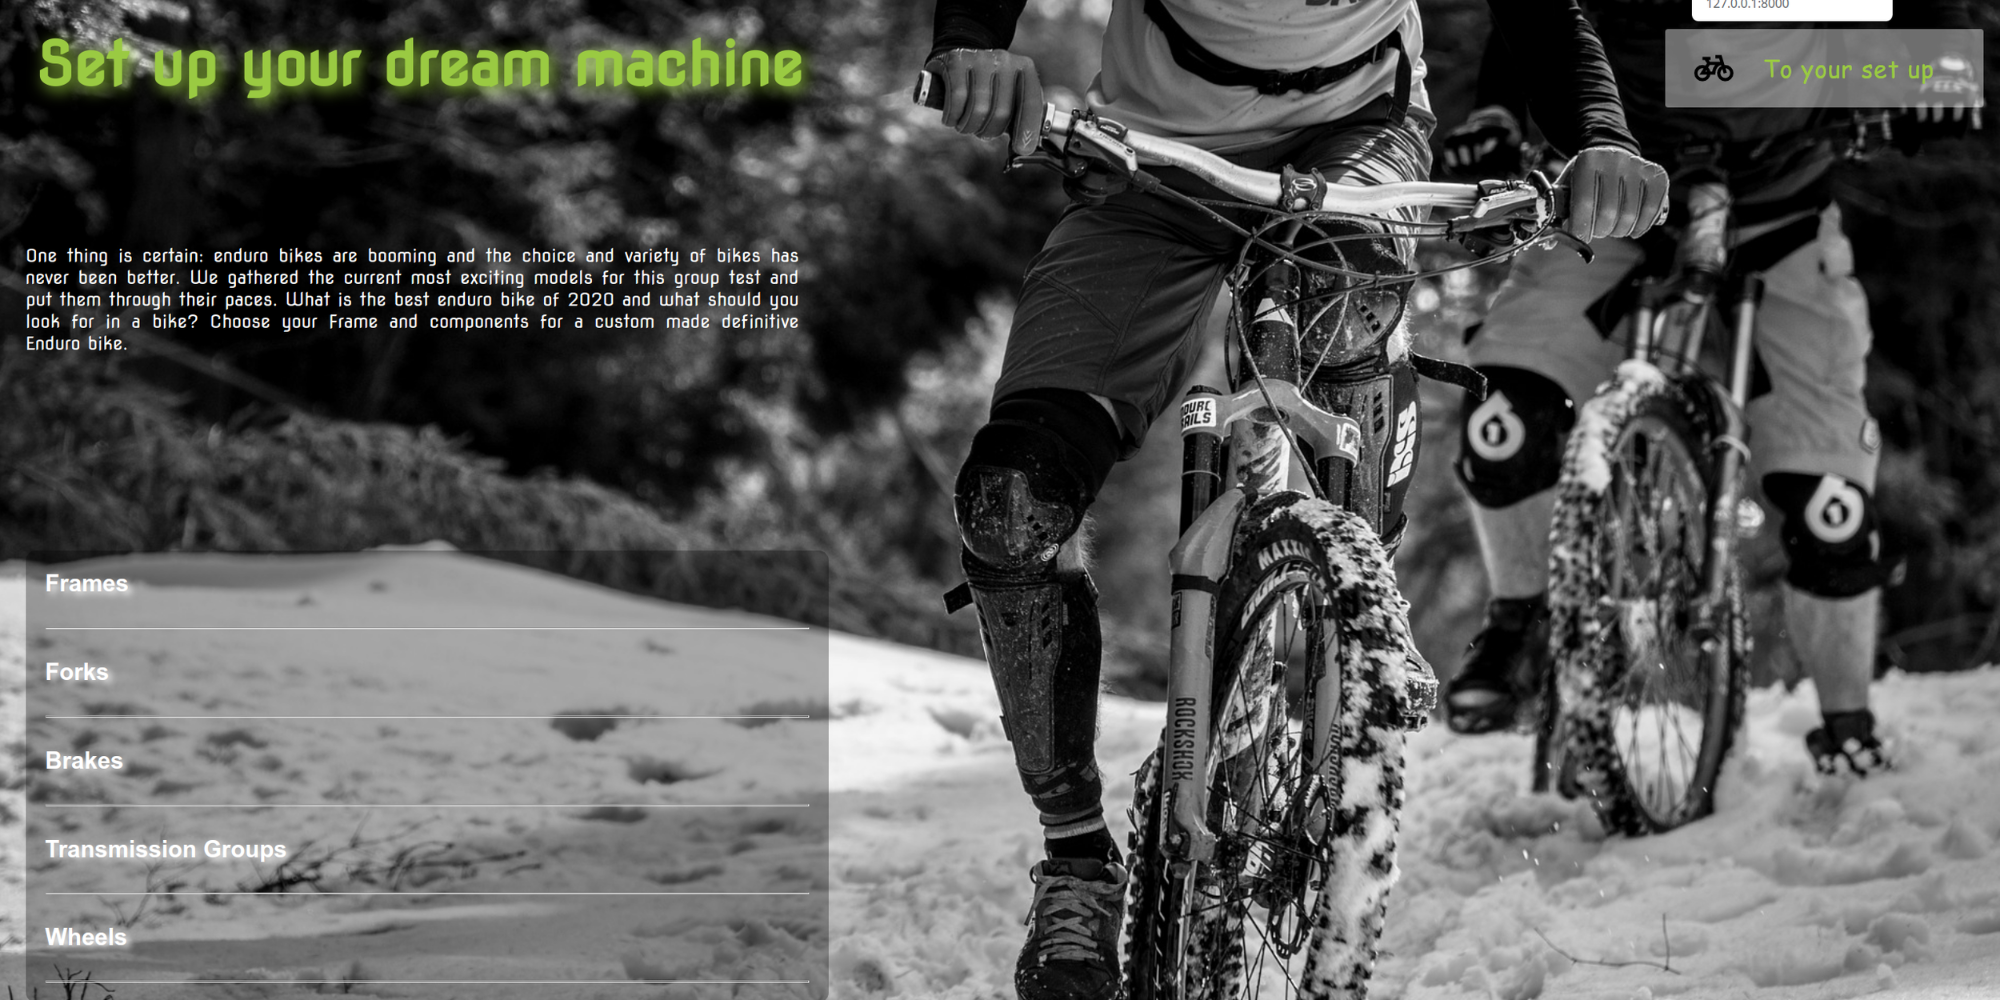 127.0.0.1:8000
Set up your dream machine
To your set up
One thing is certain: enduro bikes are booming and the choice and variety of bikes has
never been better. We gathered the current most exciting models for this group test and
put them through their paces. What is the best enduro bike of 2020 and what should you
look for in a bike? Choose your Frame and components for a custom made definitive
Enduro bike.
Frames
Forks
Brakes
Transmission Groups
Wheels
ROCKSHOX
MAXXIS
iXS